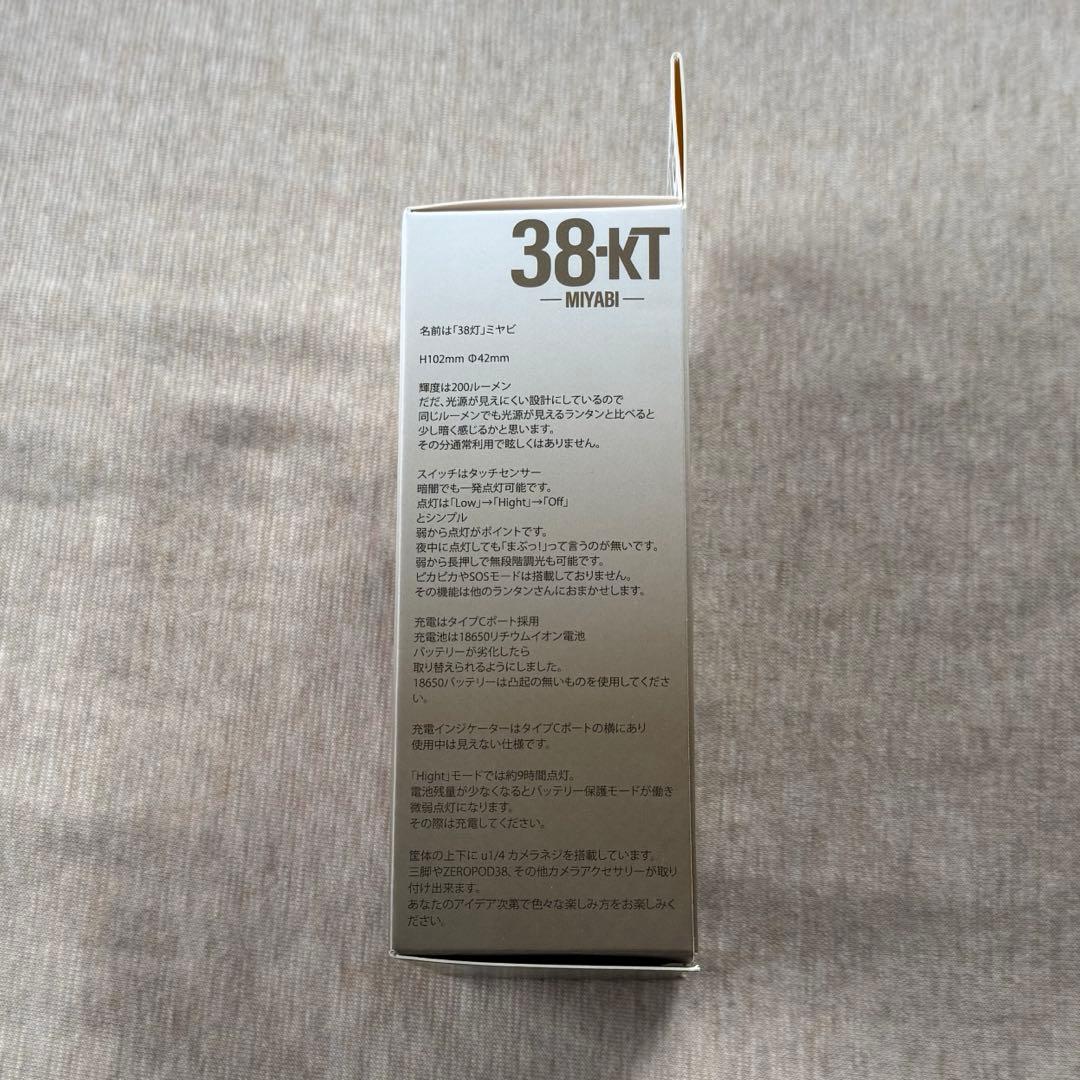 38-KT
MIYABI
名前は「38灯」ミヤビ
H102mm Φ42mm
輝度は200ルーメン
だだ、光源が見えにくい設計にしているので
同じルーメンでも光源が見えるランタンと比べると
少し暗く感じるかと思います。
その分通常利用で眩しくはありません。
スイッチはタッチセンサー
暗闇でも一発点灯可能です。
点灯は「Low」→「Hight」→「Off」
とシンプル
弱から点灯がポイントです。
夜中に点灯しても「まぶっ!」って言うのが無いです。
弱から長押しで無段階調光も可能です。
ピカピカやSOSモードは搭載しておりません。
その機能は他のランタンさんにおまかせします。
充電はタイプCポート採用
充電池は18650リチウムイオン電池
バッテリーが劣化したら
取り替えられるようにしました。
18650バッテリーは凸起の無いものを使用してくださ
い。
充電インジケーターはタイプCポートの横にあり
使用中は見えない仕様です。
「Hight」モードでは約9時間点灯。
電池残量が少なくなるとバッテリー保護モードが働き
微弱点灯になります。
その際は充電してください。
筐体の上下に u1/4 カメラネジを搭載しています。
三脚やZEROPOD38、その他カメラアクセサリーが取り
付け出来ます。
あなたのアイデア次第で色々な楽しみ方をお楽しみく
ださい。